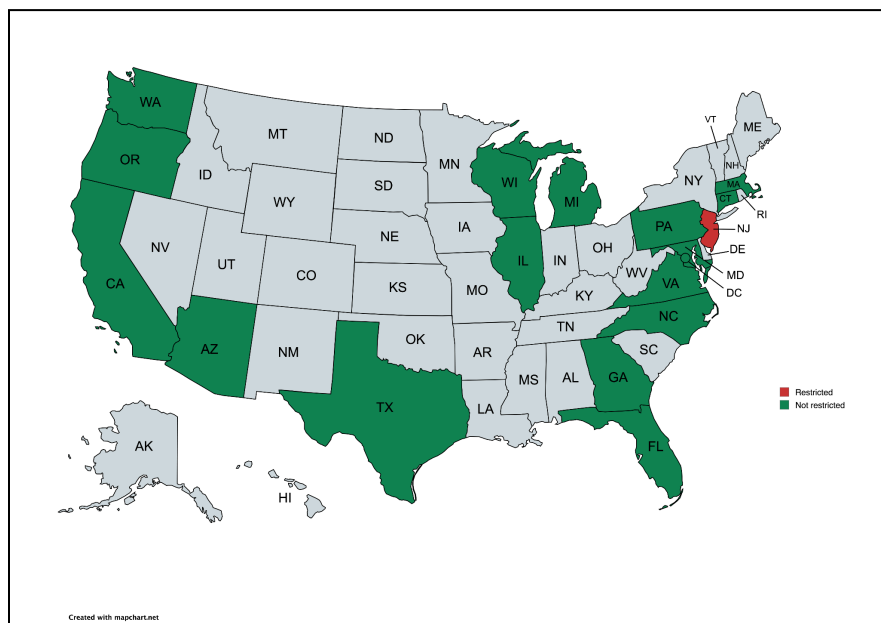 WA
MT
ND
MN
VT
ME
OR
ID
SD
WI
NH
NY
MA
CT
WY
MI
RI
IA
PA
NJ
NV
NE
OH
DE
UT
IL
IN
CO
WV
MD
CA
KS
MO
VA
DC
KY
NC
TN
OK
AZ
NM
AR
SC
MS
AL
GA
TX
LA
Restricted
Not restricted
AK
FL
HI
Created with mapchart.net